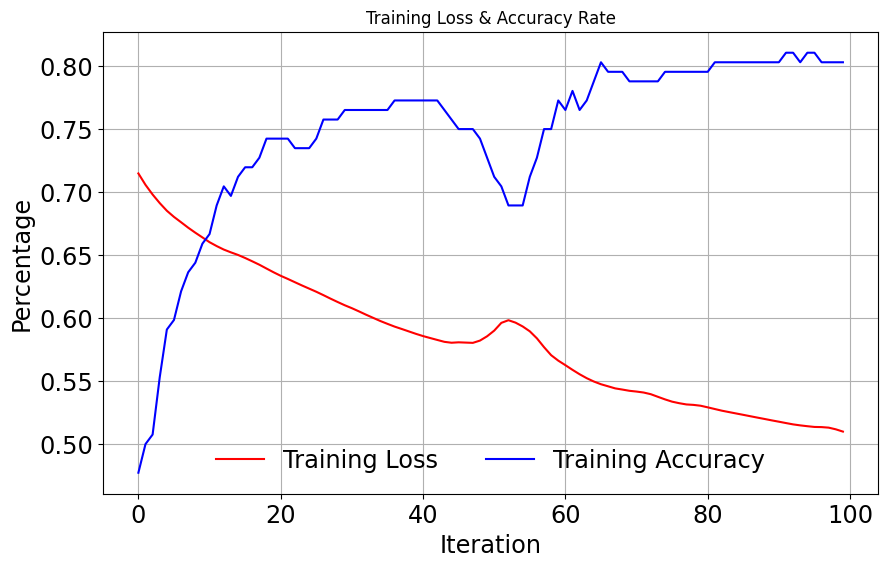 Training Loss & Accuracy Rate
Percentage
0.80
0.75
0.70
0.65
0.60
0.55
0.50
Training Loss Training Accuracy
0 20 40 60 80 100
Iteration